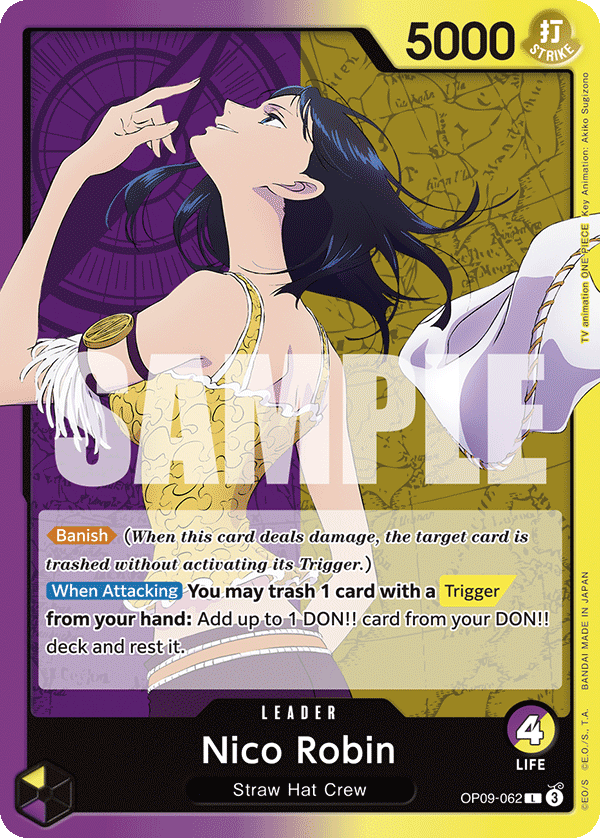 5000
打
STRIKE
TV animation ONE PIECE Key Animation: Akiko Sugizono
SAMPLE
Banish (When this card deals damage, the target card is
trashed without activating its Trigger.)
When Attacking You may trash 1 card with a Trigger
from your hand: Add up to 1 DON!! card from your DON!!
deck and rest it.
BANDAI MADE IN JAPAN
©E.O./S., T.A.
©EO/S
LEADER
Nico Robin
Straw Hat Crew
4
LIFE
OP09-062 L 3